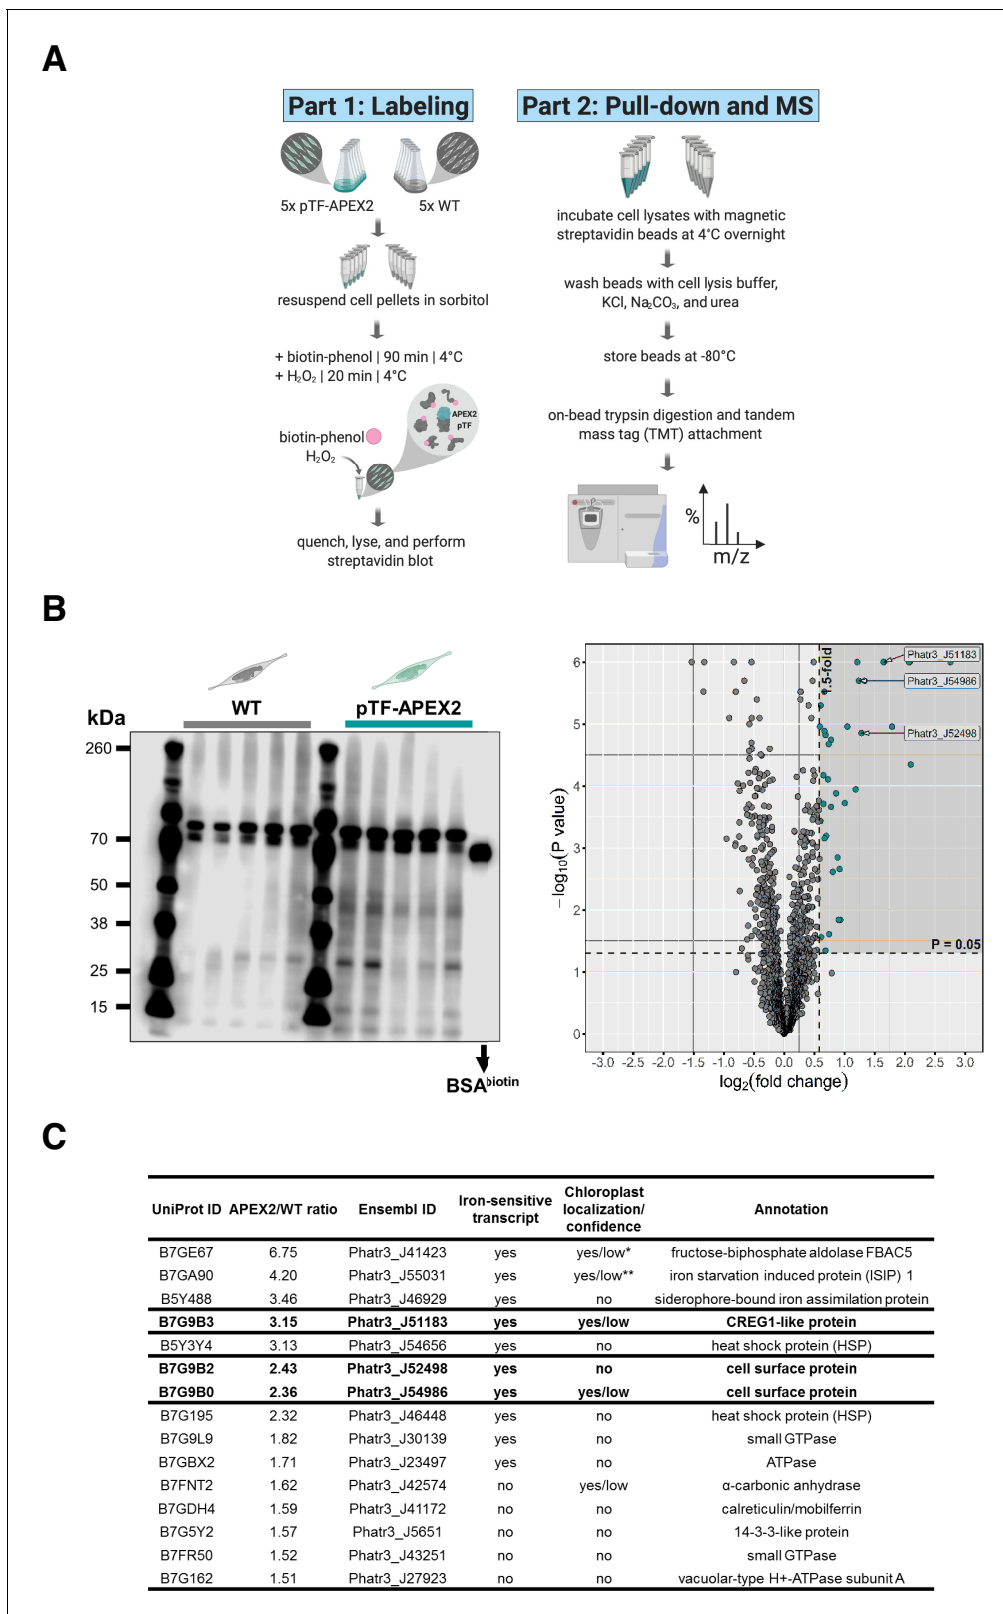 A
Part 1: Labeling
Part 2: Pull-down and MS
5x pTF-APEX2
5x WT
resuspend cell pellets in sorbitol
+ biotin-phenol | 90 min | 4°C
+ H₂O₂ | 20 min | 4°C
APEX2
pTF
biotin-phenol
H₂O₂
quench, lyse, and perform
streptavidin blot
incubate cell lysates with magnetic
streptavidin beads at 4°C overnight
wash beads with cell lysis buffer,
KCl, Na₂CO₃, and urea
store beads at -80°C
on-bead trypsin digestion and tandem
mass tag (TMT) attachment
%
m/z
B
WT
pTF-APEX2
kDa
260
70
50
38
25
15
BSA biotin
Phatr3_J51183
Phatr3_J54986
Phatr3_J52498
1.5-fold
P = 0.05
−log₁₀(P value)
6
5
4
3
2
1
0
-3.0 -2.5 -2.0 -1.5 -1.0 -0.5 0.0 0.5 1.0 1.5 2.0 2.5 3.0
log₂(fold change)
C
UniProt ID APEX2/WT ratio Ensembl ID Iron-sensitive transcript Chloroplast localization/ confidence Annotation
B7GE67 6.75 Phatr3_J41423 yes yes/low* fructose-biphosphate aldolase FBAC5
B7GA90 4.20 Phatr3_J55031 yes yes/low** iron starvation induced protein (ISIP) 1
B5Y488 3.46 Phatr3_J46929 yes no siderophore-bound iron assimilation protein
B7G9B3 3.15 Phatr3_J51183 yes yes/low CREG1-like protein
B5Y3Y4 3.13 Phatr3_J54656 yes no heat shock protein (HSP)
B7G9B2 2.43 Phatr3_J52498 yes no cell surface protein
B7G9B0 2.36 Phatr3_J54986 yes yes/low cell surface protein
B7G195 2.32 Phatr3_J46448 yes no heat shock protein (HSP)
B7G9L9 1.82 Phatr3_J30139 yes no small GTPase
B7GBX2 1.71 Phatr3_J23497 yes no ATPase
B7FNT2 1.62 Phatr3_J42574 no yes/low α-carbonic anhydrase
B7GDH4 1.59 Phatr3_J41172 no no calreticulin/mobilferrin
B7G5Y2 1.57 Phatr3_J5651 no no 14-3-3-like protein
B7FR50 1.52 Phatr3_J43251 no no small GTPase
B7G162 1.51 Phatr3_J27923 no no vacuolar-type H+-ATPase subunit A